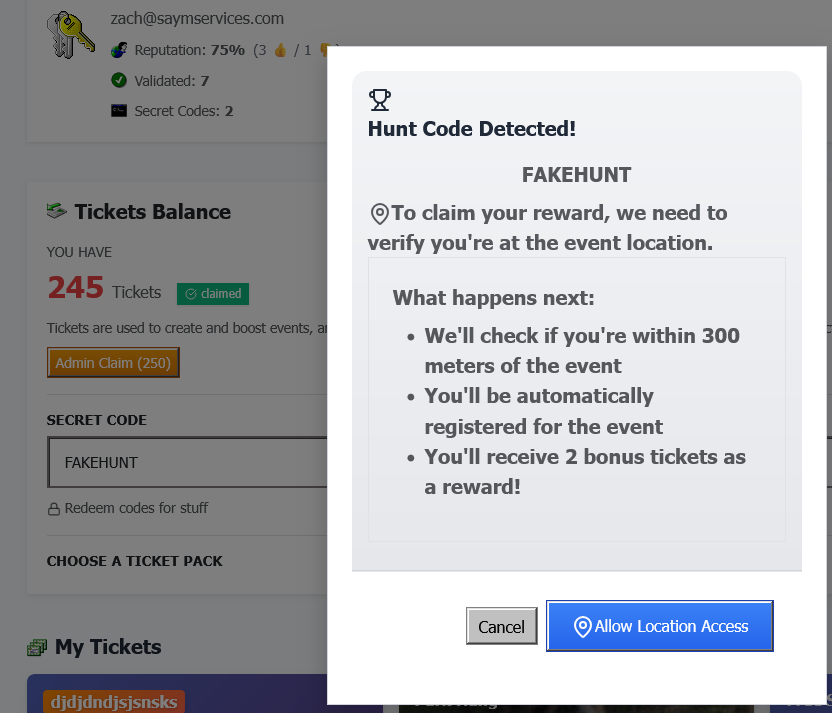 zach@saymservices.com
Reputation: 75% (3 👍 / 1
Validated: 7
Secret Codes: 2
Tickets Balance
YOU HAVE
245 Tickets claimed
Tickets are used to create and boost events,
Admin Claim (250)
SECRET CODE
FAKEHUNT
Redeem codes for stuff
CHOOSE A TICKET PACK
My Tickets
djdjdndjsjsnsks
Hunt Code Detected!
FAKEHUNT
To claim your reward, we need to
verify you're at the event location.
What happens next:
• We'll check if you're within 300
meters of the event
• You'll be automatically
registered for the event
• You'll receive 2 bonus tickets as
a reward!
Cancel
Allow Location Access